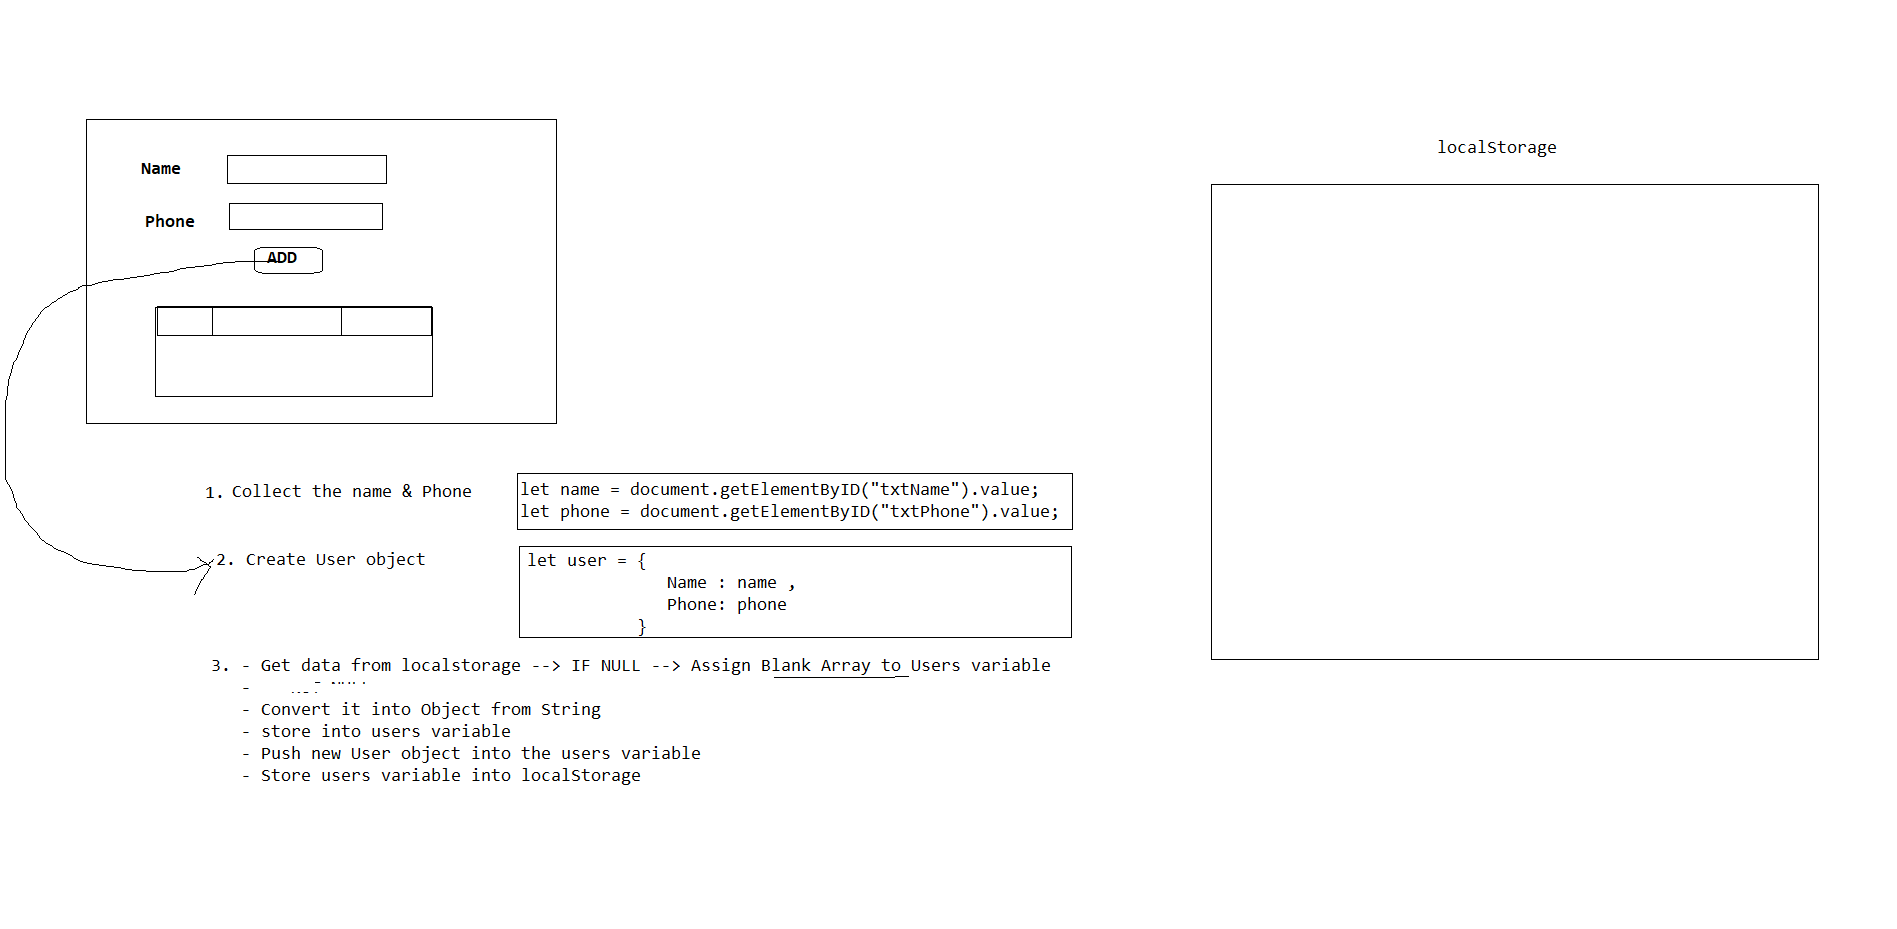 Name
Phone
ADD
localStorage
1. Collect the name & Phone
let name = document.getElementByID("txtName").value;
let phone = document.getElementByID("txtPhone").value;
2. Create User object
let user = {
Name : name ,
Phone: phone
}
3. - Get data from localstorage --> IF NULL --> Assign Blank Array to Users variable
-
- Convert it into Object from String
- store into users variable
- Push new User object into the users variable
- Store users variable into localStorage